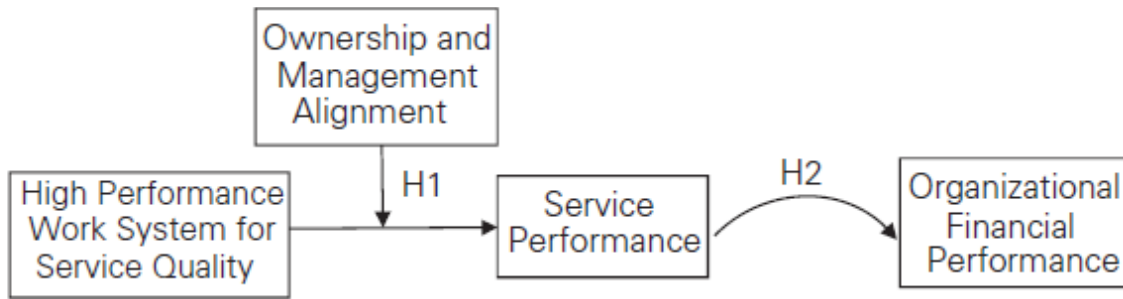 Ownership and
Management
Alignment
H1
High Performance
Work System for
Service Quality
Service
Performance
H2
Organizational
Financial
Performance